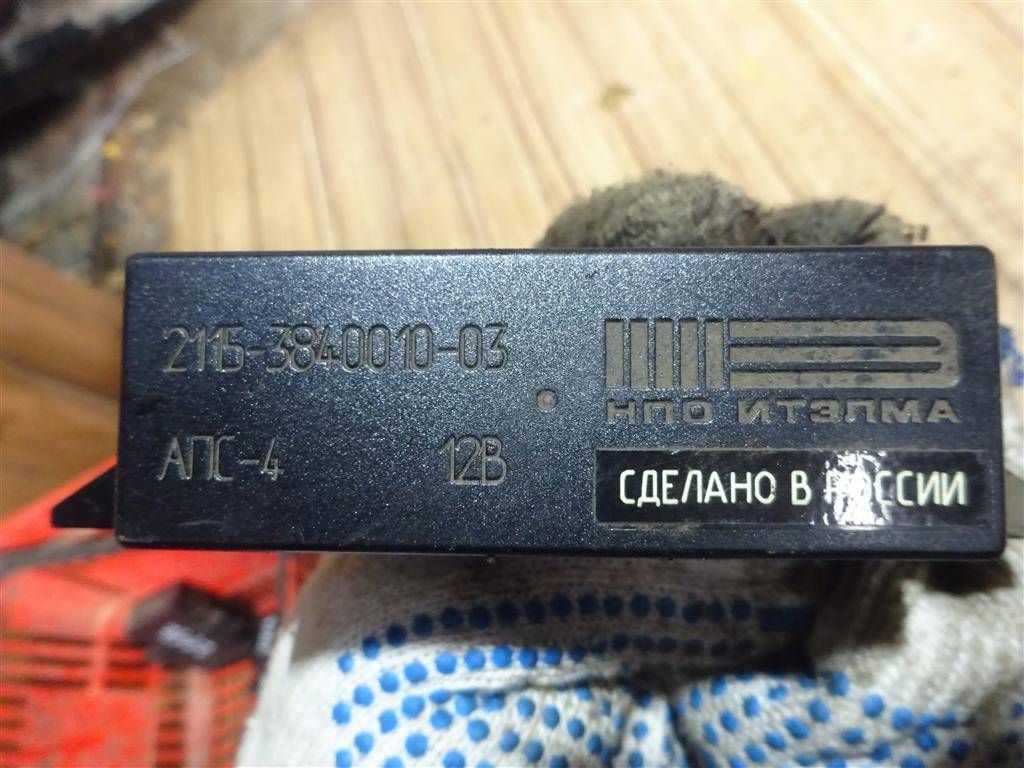 2115-3840010-03
АПС-4 12В
НПО ИТЭЛМА
СДЕЛАНО В РОССИИ